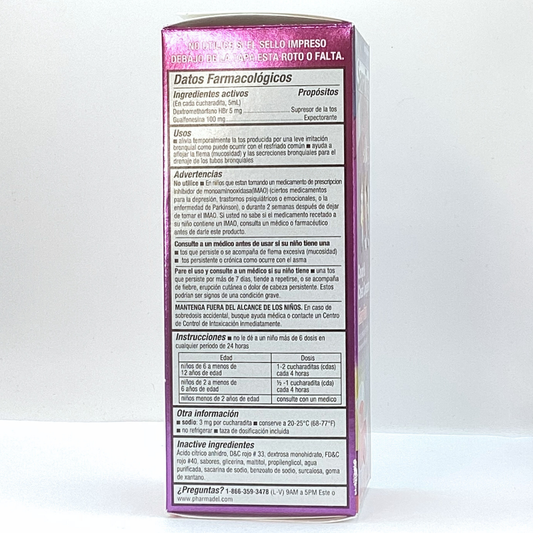 NO UTILICE SI EL SELLO IMPRESO
DEBAJO DE LA TAPA ESTA ROTO O FALTA.
Datos Farmacológicos
Ingredientes activos Propósitos
(En cada cucharadita, 5mL)
Dextromethorfano HBr 5 mg Supresor de la tos
Guaifenesina 100 mg Expectorante
Usos
■ alivia temporalmente la tos producida por una leve irritación
bronquial como puede ocurrir con el resfriado común ■ ayuda a
aflojar la flema (mucosidad) y las secreciones bronquiales para el
drenaje de los tubos bronquiales
Advertencias
No utilice ■ En niños que estan tomando un medicamento de prescripcion
inhibidor de monoaminooxidasa(IMAO) (ciertos medicamentos
para la depresión, trastornos psiquiátricos o emocionales, o la
enfermedad de Parkinson), o durante 2 semanas después de dejar
de tomar el IMAO. Si usted no sabe si el medicamento recetado a
su niño contiene un IMAO, consulta un médico o farmacéutico
antes de darle este producto.
Consulte a un médico antes de usar si su niño tiene una
■ tos que persiste o se acompaña de flema excesiva (mucosidad)
■ tos persistente o crónica como ocurre con el asma
Pare el uso y consulte a un médico si su niño tiene ■ una tos
que persiste por mas de 7 días, tiende a repetirse, o se acompaña
de fiebre, erupción cutánea o dolor de cabeza persistente. Estos
podrían ser signos de una condición grave.
MANTENGA FUERA DEL ALCANCE DE LOS NIÑOS. En caso de
sobredosis accidental, busque ayuda médica o contacte un Centro
de Control de Intoxicación inmediatamente.
Instrucciones ■ no le dé a un niño más de 6 dosis en
cualquier periodo de 24 horas
Edad Dosis
niños de 6 a menos de 1-2 cucharaditas (cdas)
12 años de edad cada 4 horas
niños de 2 a menos de ½ -1 cucharadita (cda)
6 años de edad cada 4 horas
niños menos de 2 años de edad consulte con un medico
Otra información
■ sodio: 3 mg por cucharadita ■ conserve a 20-25°C (68-77°F)
■ no refrigerar ■ taza de dosificación incluida
Inactive ingredientes
Ácido cítrico anhidro, D&C rojo # 33, dextrosa monohidrato, FD&C
rojo #40, sabores, glicerina, maltitol, propilenglicol, agua
purificada, sacarina de sodio, benzoato de sodio, surcalosa, goma
de xantano.
¿Preguntas? 1-866-359-3478 (L-V) 9AM a 5PM Este o
www.pharmadel.com